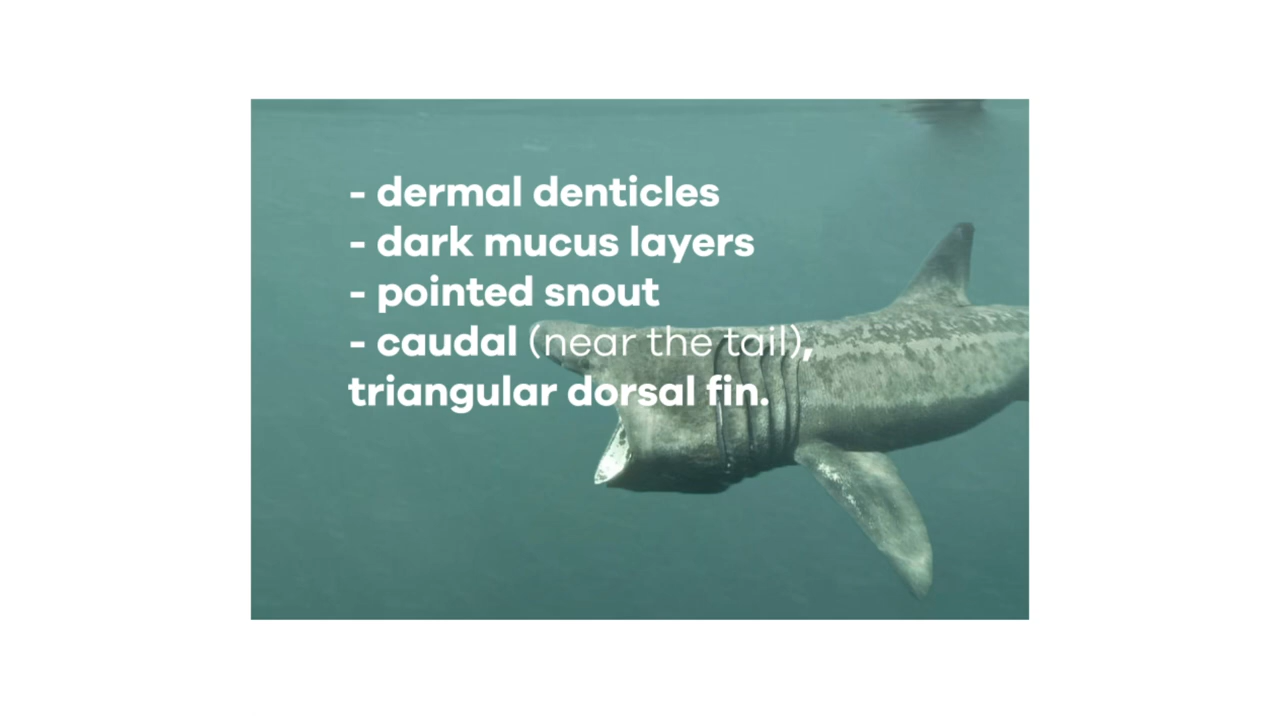 - dermal denticles
- dark mucus layers
- pointed snout
- caudal (near the tail),
triangular dorsal fin.